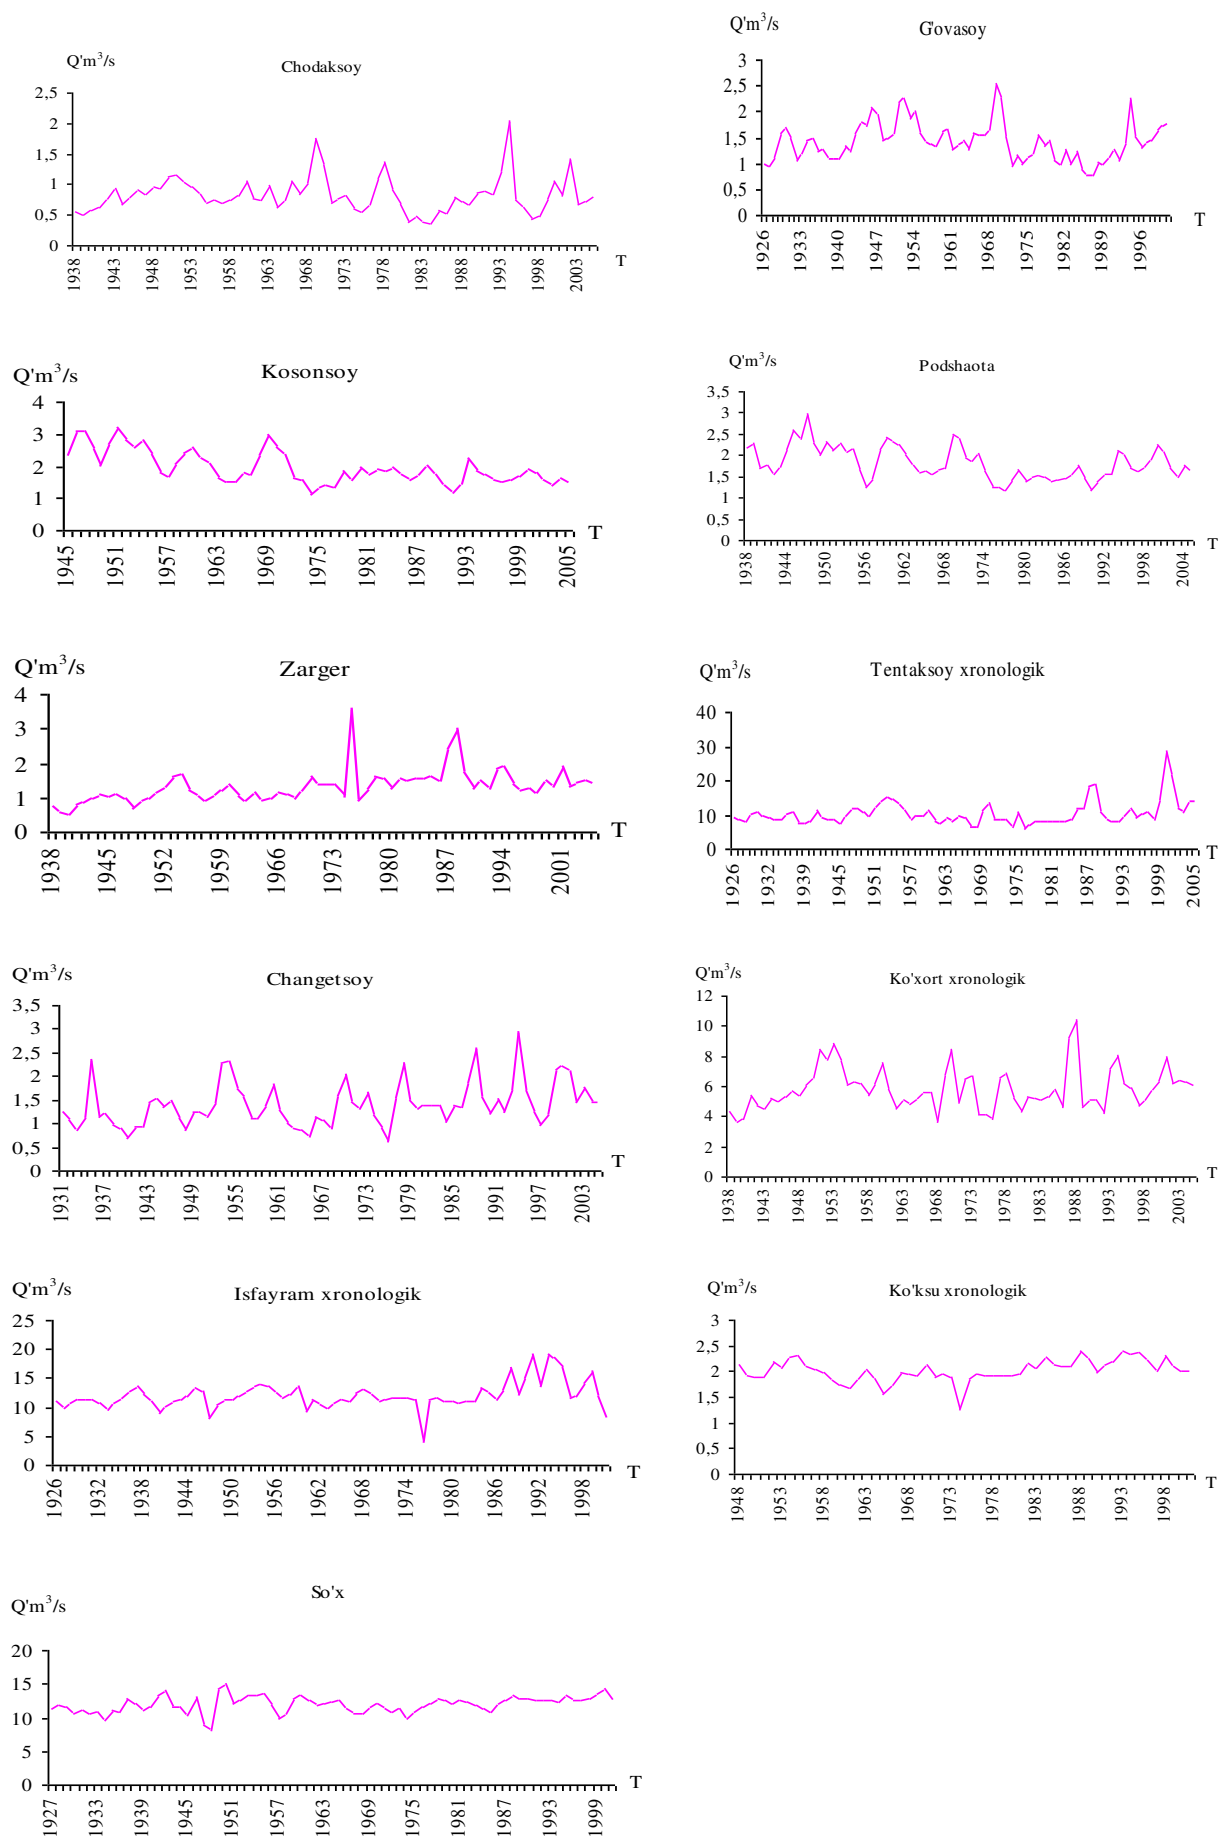 Q'm³/s
Chodaksoy
2,5
2
1,5
1
0,5
0
T
1938 1943 1948 1953 1958 1963 1968 1973 1978 1983 1988 1993 1998 2003
Q'm³/s
G'ovasoy
3
2,5
2
1,5
1
0,5
0
T
1926 1933 1940 1947 1954 1961 1968 1975 1982 1989 1996
Q'm³/s
Kosonsoy
4
3
2
1
0
T
1945 1951 1957 1963 1969 1975 1981 1987 1993 1999 2005
Q'm³/s
Podshaota
3,5
3
2,5
2
1,5
1
0,5
0
T
1938 1944 1950 1956 1962 1968 1974 1980 1986 1992 1998 2004
Q'm³/s
Zarger
4
3
2
1
0
T
1938 1945 1952 1959 1966 1973 1980 1987 1994 2001
Q'm³/s
Tentaksoy xronologik
40
30
20
10
0
T
1926 1932 1939 1945 1951 1957 1963 1969 1975 1981 1987 1993 1999 2005
Q'm³/s
Changetsoy
3,5
3
2,5
2
1,5
1
0,5
0
T
1931 1937 1943 1949 1955 1961 1967 1973 1979 1985 1991 1997 2003
Q'm³/s
Ko'xort xronologik
12
10
8
6
4
2
0
T
1938 1943 1948 1953 1958 1963 1968 1973 1978 1983 1988 1993 1998 2003
Q'm³/s
Isfayram xronologik
25
20
15
10
5
0
T
1926 1932 1938 1944 1950 1956 1962 1968 1974 1980 1986 1992 1998
Q'm³/s
Ko'ksu xronologik
3
2,5
2
1,5
1
0,5
0
T
1948 1953 1958 1963 1968 1973 1978 1983 1988 1993 1998
Q'm³/s
So'x
20
15
10
5
0
T
1927 1933 1939 1945 1951 1957 1963 1969 1975 1981 1987 1993 1999